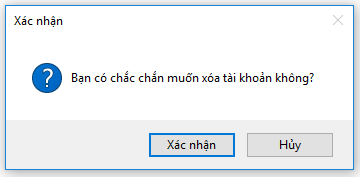 Xác nhận
Bạn có chắc chắn muốn xóa tài khoản không?
Xác nhận
Hủy